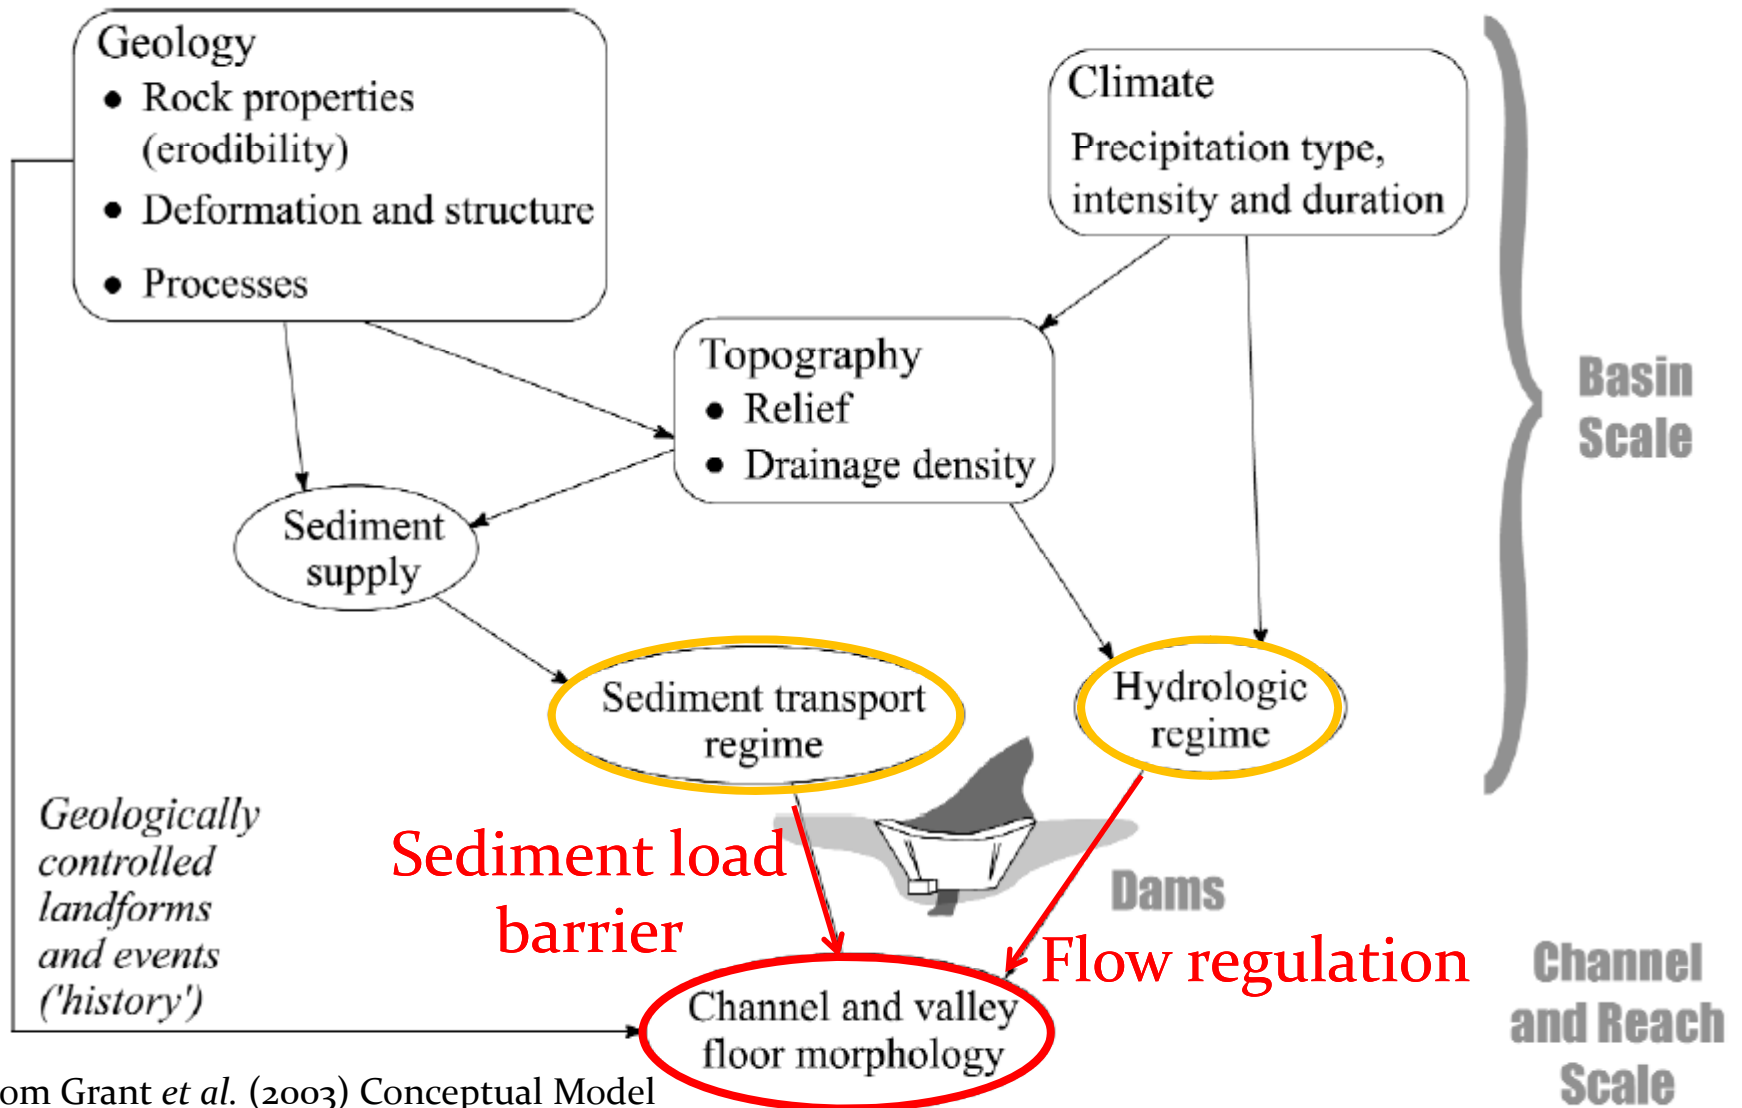 Geology
• Rock properties
(erodibility)
• Deformation and structure
• Processes
Climate
Precipitation type,
intensity and duration
Topography
• Relief
• Drainage density
Basin
Scale
Sediment
supply
Sediment transport
regime
Hydrologic
regime
Geologically
controlled
landforms
and events
('history')
Sediment load
barrier
Dams
Flow regulation
Channel and valley
floor morphology
Channel
and Reach
Scale
om Grant et al. (2003) Conceptual Model